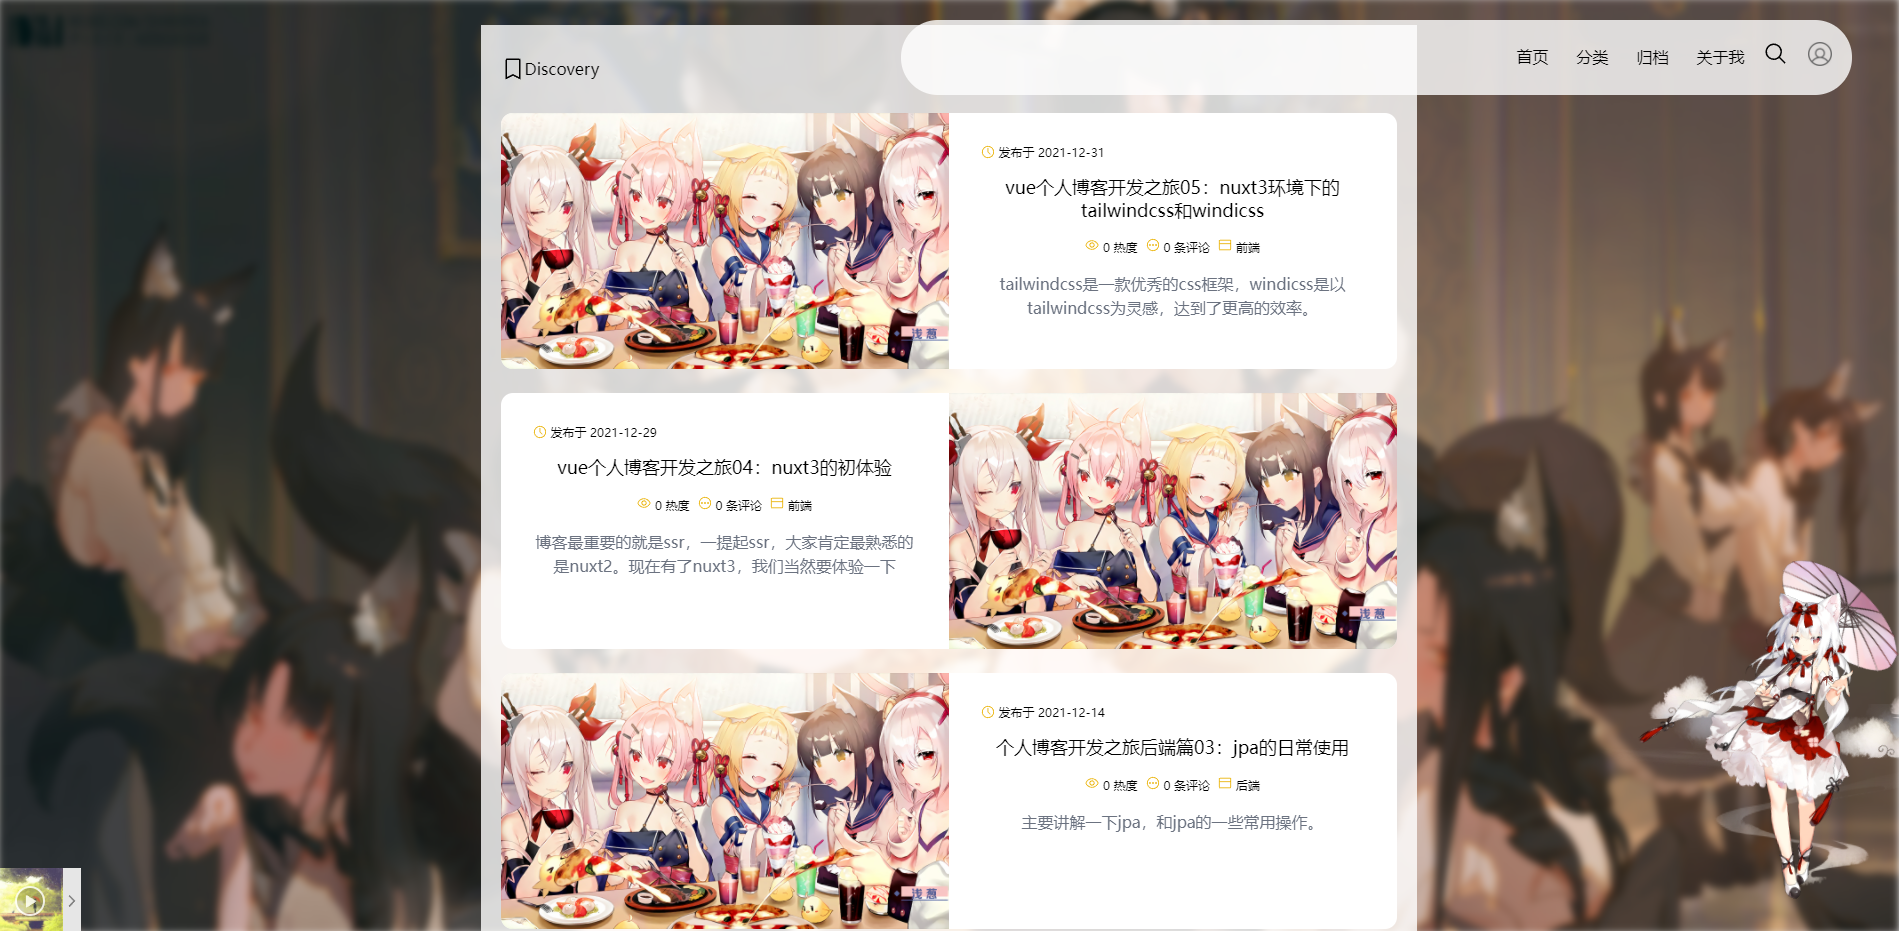 首页 分类 归档 关于我
Discovery
发布于 2021-12-31
vue个人博客开发之旅05：nuxt3环境下的
tailwindcss和windicss
0 热度 0 条评论 前端
tailwindcss是一款优秀的css框架，windicss是以
tailwindcss为灵感，达到了更高的效率。
浅葱
发布于 2021-12-29
vue个人博客开发之旅04：nuxt3的初体验
0 热度 0 条评论 前端
博客最重要的就是ssr，一提起ssr，大家肯定最熟悉的
是nuxt2。现在有了nuxt3，我们当然要体验一下
浅葱
发布于 2021-12-14
个人博客开发之旅后端篇03：jpa的日常使用
0 热度 0 条评论 后端
主要讲解一下jpa，和jpa的一些常用操作。
浅葱